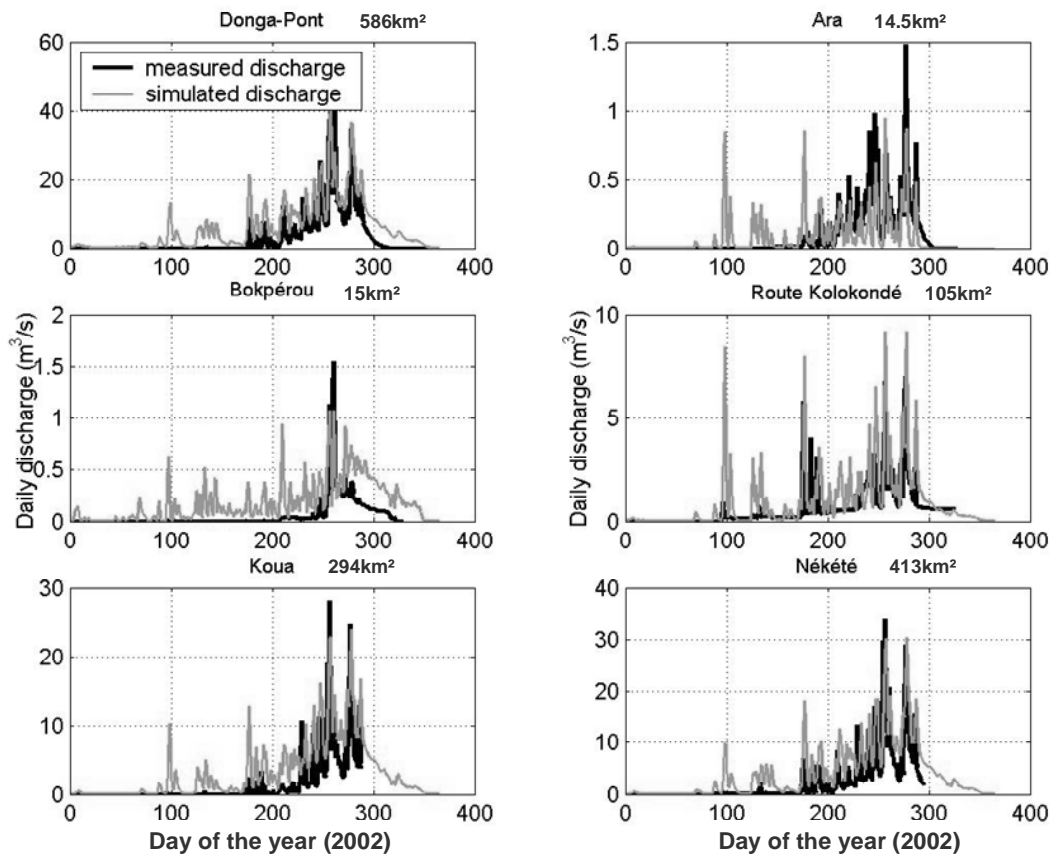 Donga-Pont 586km²
Ara 14.5km²
60
40
20
0
measured discharge
simulated discharge
0 100 200 300 400
1.5
1
0.5
0
0 100 200 300 400
Bokpérou 15km²
Route Kolokondé 105km²
Daily discharge (m³/s)
2
1.5
1
0.5
0
0 100 200 300 400
Daily discharge (m³/s)
10
5
0
0 100 200 300 400
Koua 294km²
Nékété 413km²
30
20
10
0
0 100 200 300 400
Day of the year (2002)
40
30
20
10
0
0 100 200 300 400
Day of the year (2002)